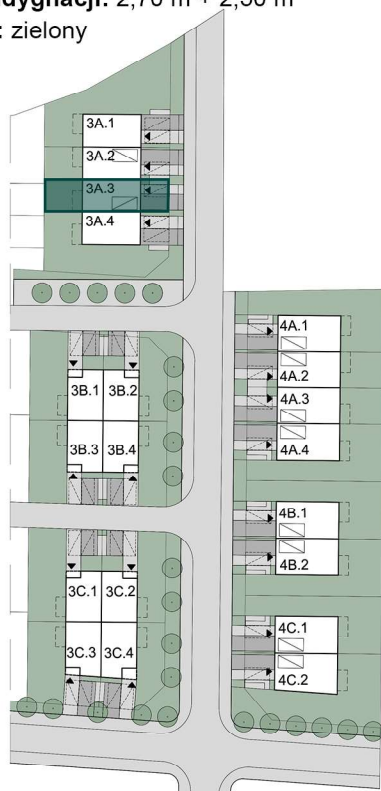 dygnacji: 2,70 m + 2,50 m
: zielony
3A.1
3A.2
3A.3
3A.4
3B.1 3B.2
3B.3 3B.4
3C.1 3C.2
3C.3 3C.4
4A.1
4A.2
4A.3
4A.4
4B.1
4B.2
4C.1
4C.2